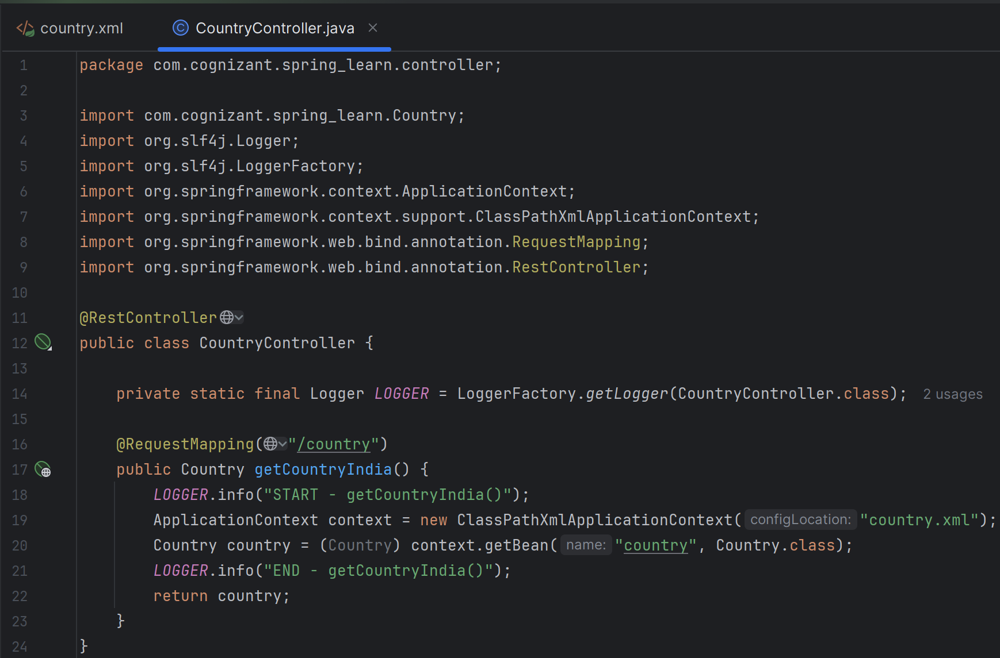 country.xml
CountryController.java
1 package com.cognizant.spring_learn.controller;
2
3 import com.cognizant.spring_learn.Country;
4 import org.slf4j.Logger;
5 import org.slf4j.LoggerFactory;
6 import org.springframework.context.ApplicationContext;
7 import org.springframework.context.support.ClassPathXmlApplicationContext;
8 import org.springframework.web.bind.annotation.RequestMapping;
9 import org.springframework.web.bind.annotation.RestController;
10
11 @RestController
12 public class CountryController {
13
14     private static final Logger LOGGER = LoggerFactory.getLogger(CountryController.class); 2 usages
15
16     @RequestMapping("/country")
17     public Country getCountryIndia() {
18         LOGGER.info("START - getCountryIndia()");
19         ApplicationContext context = new ClassPathXmlApplicationContext( configLocation: "country.xml");
20         Country country = (Country) context.getBean( name: "country", Country.class);
21         LOGGER.info("END - getCountryIndia()");
22         return country;
23     }
24 }